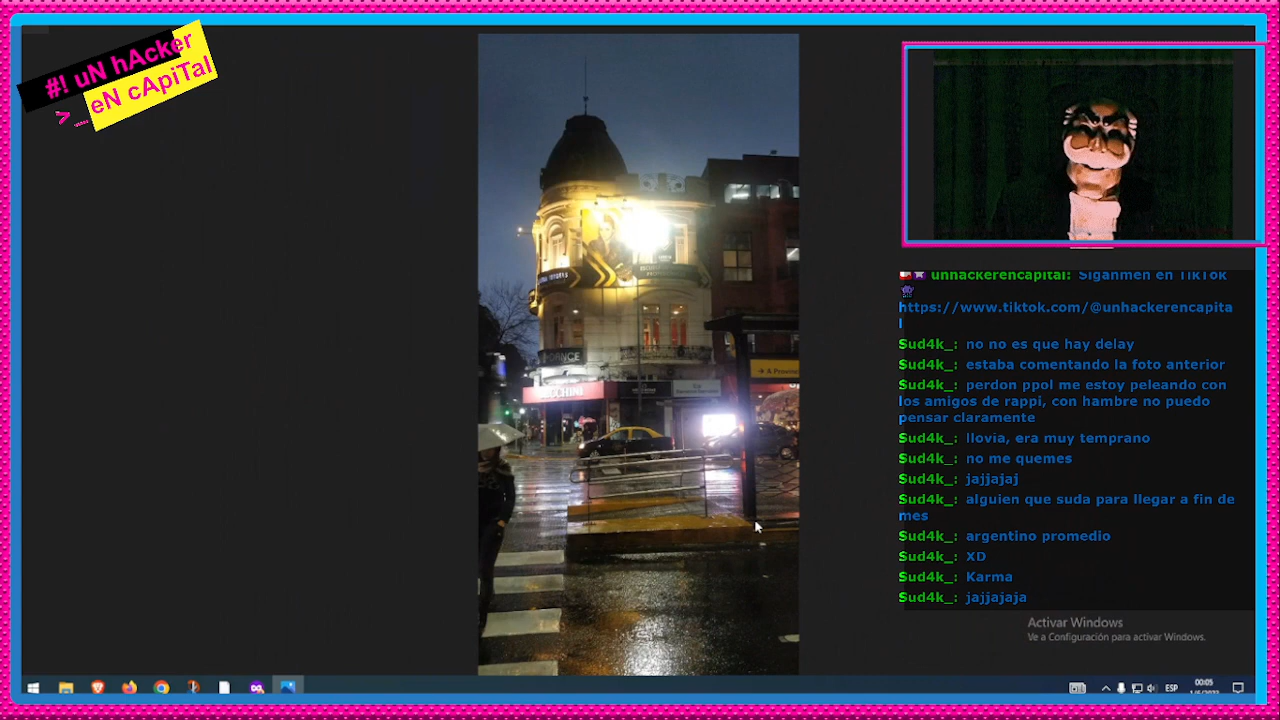 #! uN hAcker
>_ eN cApiTal
unhackerencapital: Siganmen en TikTok
https://www.tiktok.com/@unhackerencapita
l
Sud4k_: no no es que hay delay
Sud4k_: estaba comentando la foto anterior
Sud4k_: perdon ppol me estoy peleando con
los amigos de rappi, con hambre no puedo
pensar claramente
Sud4k_: llovia, era muy temprano
Sud4k_: no me quemes
Sud4k_: jajjajaj
Sud4k_: alguien que suda para llegar a fin de
mes
Sud4k_: argentino promedio
Sud4k_: XD
Sud4k_: Karma
Sud4k_: jajjajaja
Activar Windows
Ve a Configuración para activar Windows.
ESP
00:05